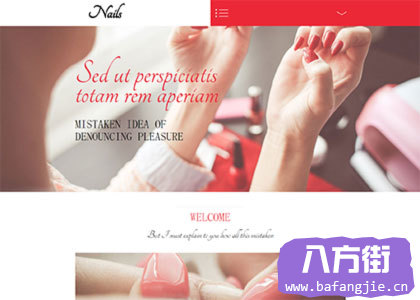 Nails
Sed ut perspiciatis
totam rem aperiam
MISTAKEN IDEA OF
DENOUNCING PLEASURE
WELCOME
But I must explain to you how all this mistaken
八方街
www.bafangjie.cn